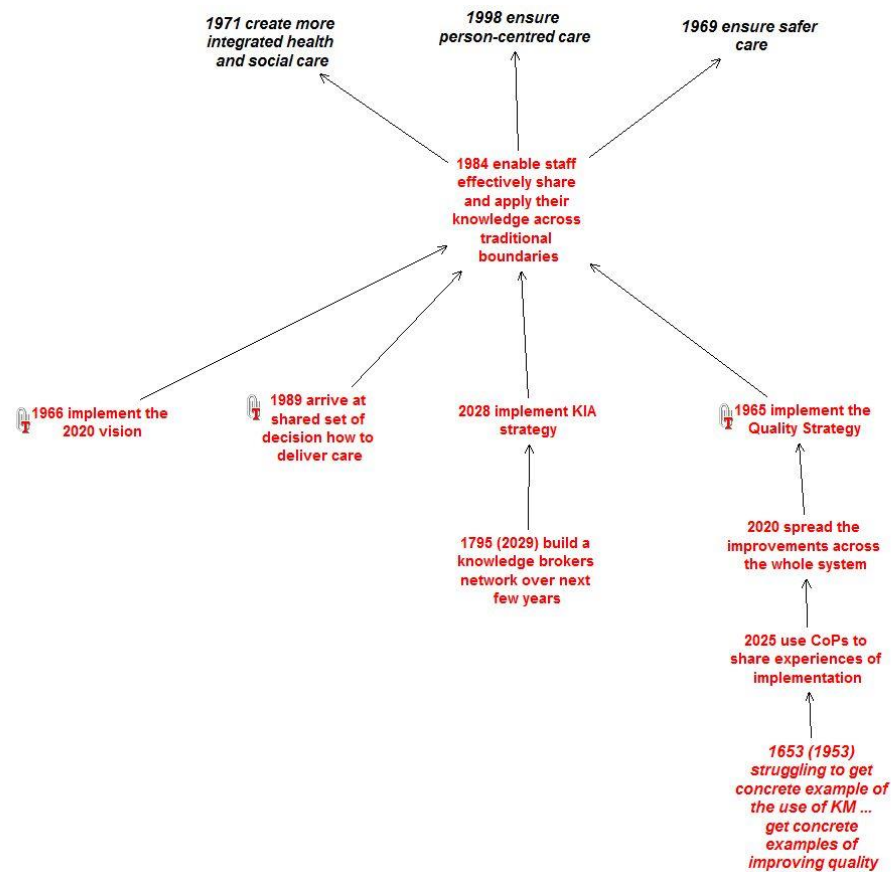 1971 create more
integrated health
and social care
1998 ensure
person-centred care
1969 ensure safer
care
1984 enable staff
effectively share
and apply their
knowledge across
traditional
boundaries
T
1966 implement the
2020 vision
T
1989 arrive at
shared set of
decision how to
deliver care
2028 implement KIA
strategy
T
1965 implement the
Quality Strategy
1795 (2029) build a
knowledge brokers
network over next
few years
2020 spread the
improvements across
the whole system
2025 use CoPs to
share experiences of
implementation
1653 (1953)
struggling to get
concrete example of
the use of KM ...
get concrete
examples of
improving quality